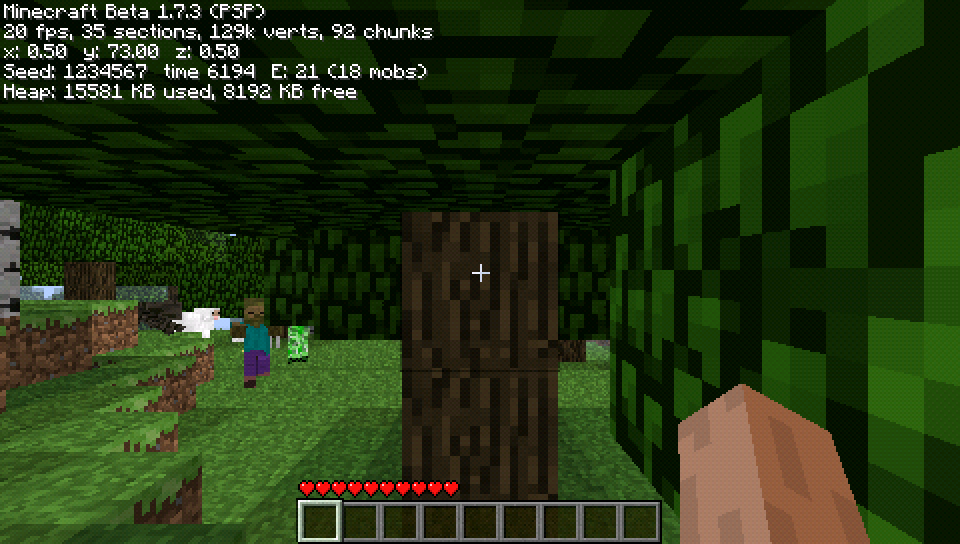 Minecraft Beta 1.7.3 (PSP)
20 fps, 35 sections, 129k verts, 92 chunks
x: 0.50 y: 73.00 z: 0.50
Seed: 1234567 time 6194 E: 21 (18 mobs)
Heap: 15581 KB used, 8192 KB free